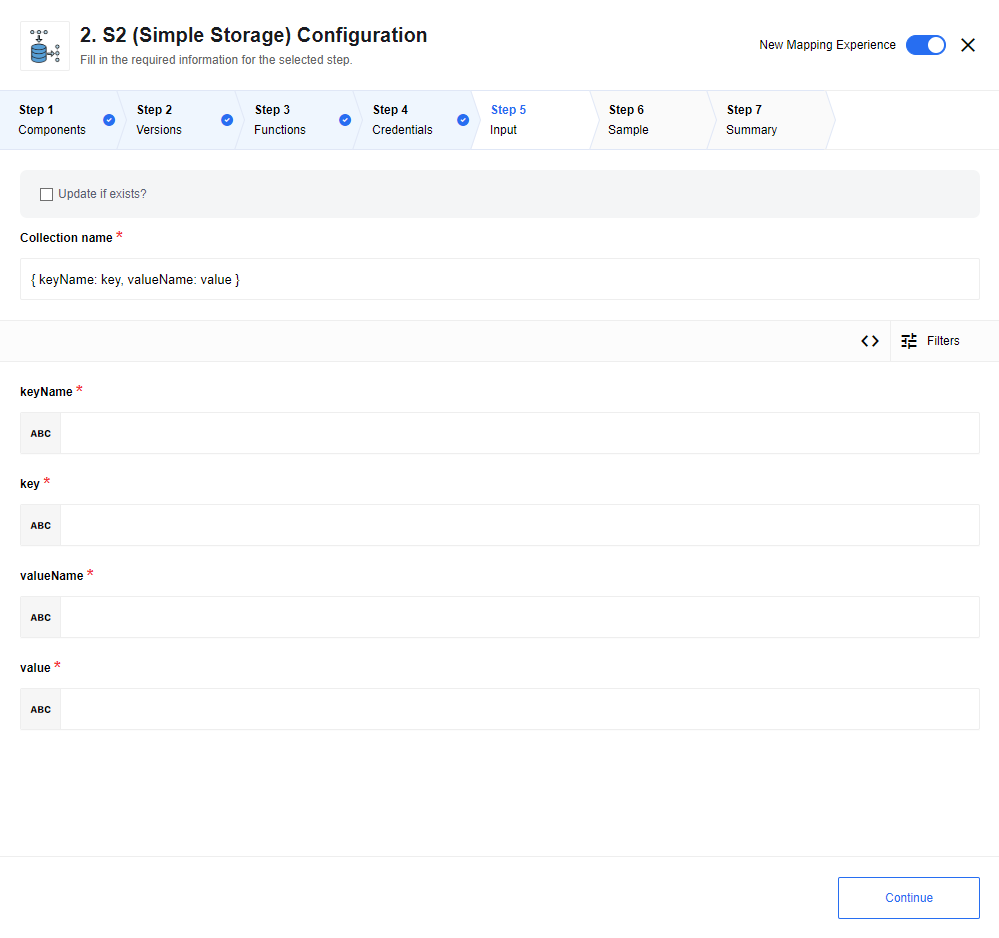 2. S2 (Simple Storage) Configuration
Fill in the required information for the selected step.
New Mapping Experience
Step 1
Components
Step 2
Versions
Step 3
Functions
Step 4
Credentials
Step 5
Input
Step 6
Sample
Step 7
Summary
Update if exists?
Collection name *
{ keyName: key, valueName: value }
Filters
keyName *
ABC
key *
ABC
valueName *
ABC
value *
ABC
Continue